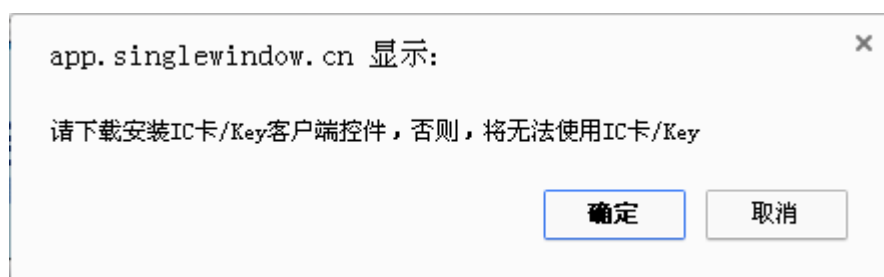 app.singlewindow.cn 显示:
请下载安装IC卡/Key客户端控件，否则，将无法使用IC卡/Key
确定 取消